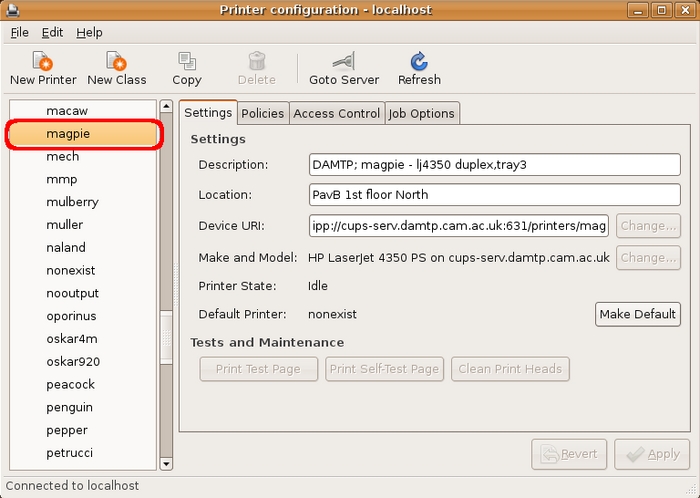 Printer configuration - localhost
File Edit Help
New Printer New Class Copy Delete Goto Server Refresh
macaw
magpie
mech
mmp
mulberry
muller
naland
nonexist
nooutput
oporinus
oskar4m
oskar920
peacock
penguin
pepper
petrucci
Settings Policies Access Control Job Options
Settings
Description: DAMTP; magpie - lj4350 duplex,tray3
Location: PavB 1st floor North
Device URI: ipp://cups-serv.damtp.cam.ac.uk:631/printers/mag Change...
Make and Model: HP LaserJet 4350 PS on cups-serv.damtp.cam.ac.uk Change...
Printer State: Idle
Default Printer: nonexist Make Default
Tests and Maintenance
Print Test Page Print Self-Test Page Clean Print Heads
Revert Apply
Connected to localhost